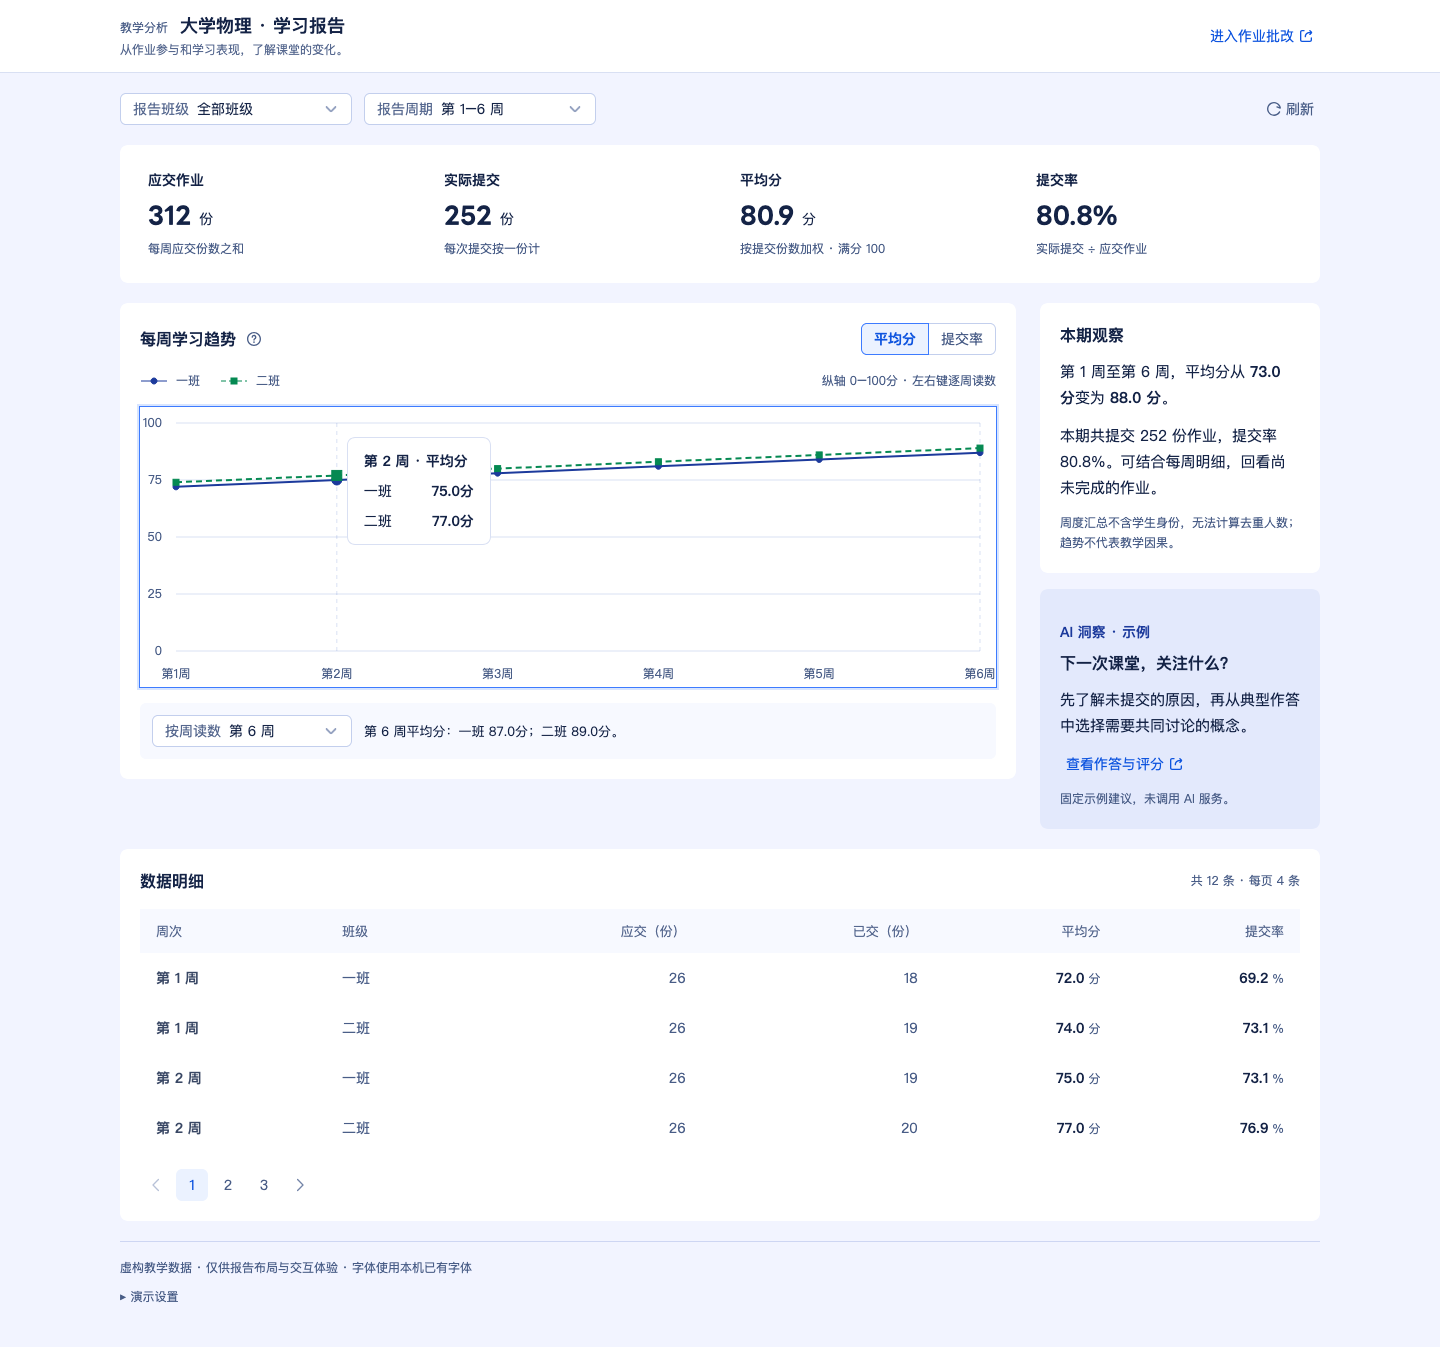 教学分析 大学物理 · 学习报告
从作业参与和学习表现，了解课堂的变化。
进入作业批改
报告班级 全部班级
报告周期 第 1—6 周
刷新
应交作业
312 份
每周应交份数之和
实际提交
252 份
每次提交按一份计
平均分
80.9 分
按提交份数加权 · 满分 100
提交率
80.8%
实际提交 ÷ 应交作业
每周学习趋势
平均分 提交率
一班 二班
纵轴 0—100分 · 左右键逐周读数
100
75
50
25
0
第 2 周 · 平均分
一班 75.0分
二班 77.0分
第1周 第2周 第3周 第4周 第5周 第6周
按周读数 第 6 周
第 6 周平均分：一班 87.0分；二班 89.0分。
本期观察
第 1 周至第 6 周，平均分从 73.0
分变为 88.0 分。
本期共提交 252 份作业，提交率
80.8%。可结合每周明细，回看尚
未完成的作业。
周度汇总不含学生身份，无法计算去重人数；
趋势不代表教学因果。
AI 洞察 · 示例
下一次课堂，关注什么？
先了解未提交的原因，再从典型作答
中选择需要共同讨论的概念。
查看作答与评分
固定示例建议，未调用 AI 服务。
数据明细
共 12 条 · 每页 4 条
周次 班级 应交（份） 已交（份） 平均分 提交率
第 1 周 一班 26 18 72.0 分 69.2 %
第 1 周 二班 26 19 74.0 分 73.1 %
第 2 周 一班 26 19 75.0 分 73.1 %
第 2 周 二班 26 20 77.0 分 76.9 %
1 2 3
虚构教学数据 · 仅供报告布局与交互体验 · 字体使用本机已有字体
▸ 演示设置